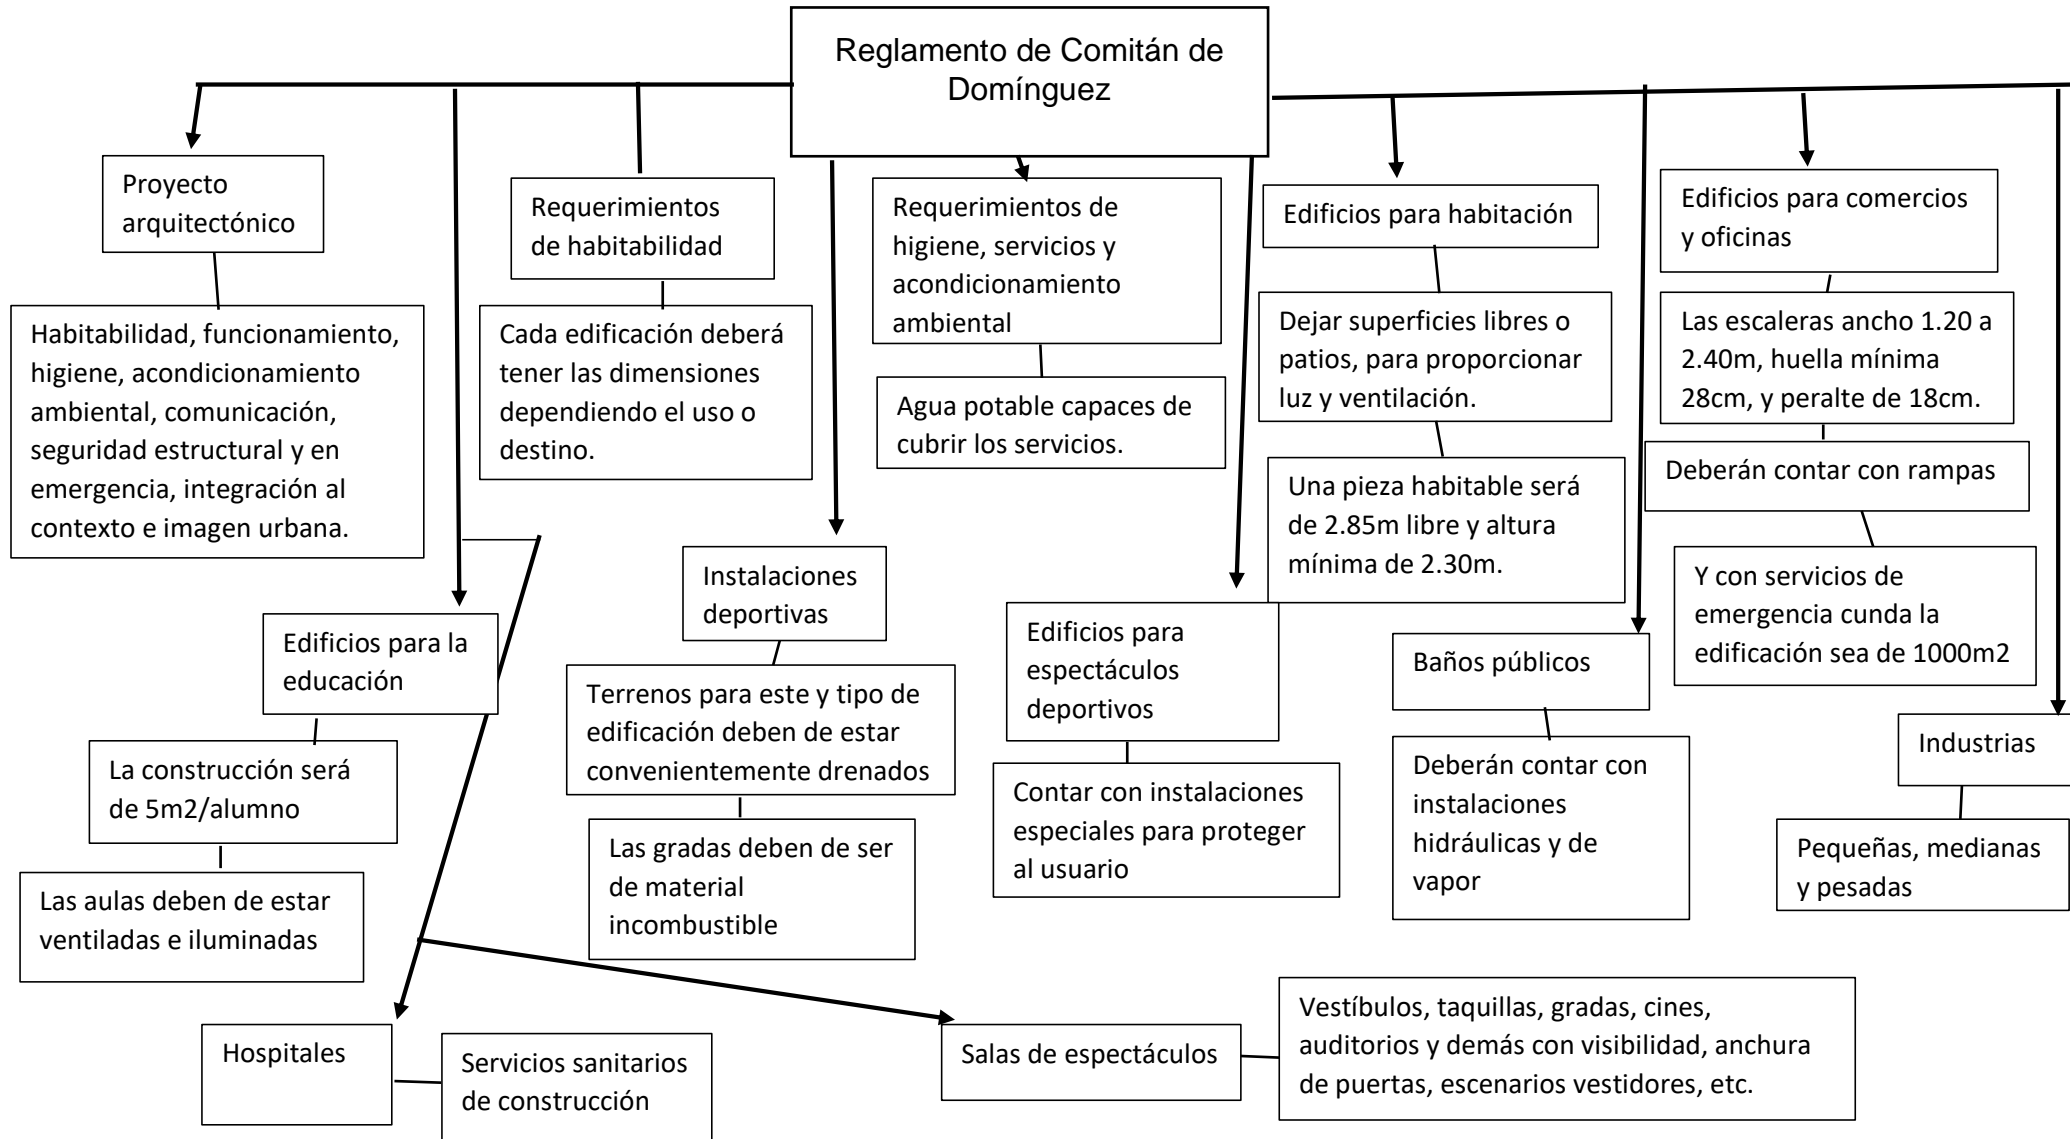 Reglamento de Comitán de
Domínguez
Proyecto
arquitectónico
Requerimientos
de habitabilidad
Requerimientos de
higiene, servicios y
acondicionamiento
ambiental
Edificios para habitación
Edificios para comercios
y oficinas
Habitabilidad, funcionamiento,
higiene, acondicionamiento
ambiental, comunicación,
seguridad estructural y en
emergencia, integración al
contexto e imagen urbana.
Cada edificación deberá
tener las dimensiones
dependiendo el uso o
destino.
Agua potable capaces de
cubrir los servicios.
Dejar superficies libres o
patios, para proporcionar
luz y ventilación.
Las escaleras ancho 1.20 a
2.40m, huella mínima
28cm, y peralte de 18cm.
Una pieza habitable será
de 2.85m libre y altura
mínima de 2.30m.
Deberán contar con rampas
Y con servicios de
emergencia cunda la
edificación sea de 1000m2
Edificios para la
educación
Instalaciones
deportivas
Edificios para
espectáculos
deportivos
Baños públicos
Industrias
La construcción será
de 5m2/alumno
Las aulas deben de estar
ventiladas e iluminadas
Terrenos para este y tipo de
edificación deben de estar
convenientemente drenados
Las gradas deben de ser
de material
incombustible
Contar con instalaciones
especiales para proteger
al usuario
Deberán contar con
instalaciones
hidráulicas y de
vapor
Pequeñas, medianas
y pesadas
Hospitales
Servicios sanitarios
de construcción
Salas de espectáculos
Vestíbulos, taquillas, gradas, cines,
auditorios y demás con visibilidad, anchura
de puertas, escenarios vestidores, etc.